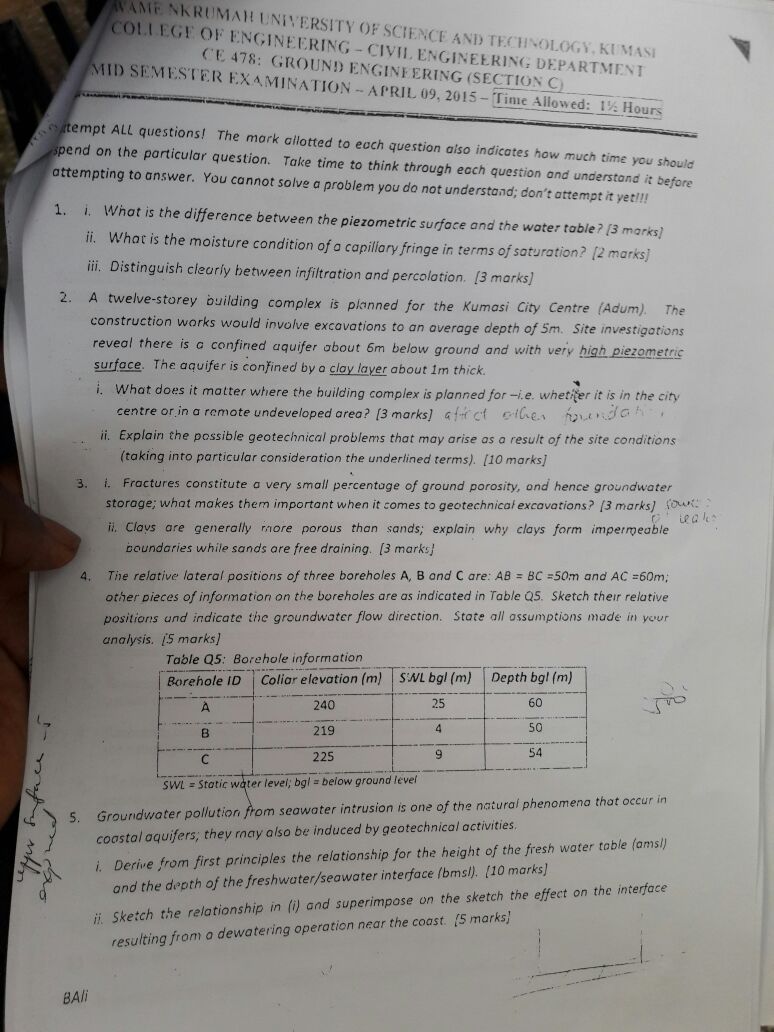 WAME NKRUMAH UNIVERSITY OF SCIENCE AND TECHNOLOGY, KUMASI
COLLEGE OF ENGINEERING – CIVIL ENGINEERING DEPARTMENT
CE 478: GROUND ENGINEERING (SECTION C)
MID SEMESTER EXAMINATION – APRIL 09, 2015 – Time Allowed: 1½ Hours
attempt ALL questions! The mark allotted to each question also indicates how much time you should
spend on the particular question. Take time to think through each question and understand it before
attempting to answer. You cannot solve a problem you do not understand; don't attempt it yet!!!
1. i. What is the difference between the piezometric surface and the water table? [3 marks]
ii. What is the moisture condition of a capillary fringe in terms of saturation? [2 marks]
iii. Distinguish clearly between infiltration and percolation. [3 marks]
2. A twelve-storey building complex is planned for the Kumasi City Centre (Adum). The
construction works would involve excavations to an average depth of 5m. Site investigations
reveal there is a confined aquifer about 6m below ground and with very high piezometric
surface. The aquifer is confined by a clay layer about 1m thick.
i. What does it matter where the building complex is planned for –i.e. whether it is in the city
centre or in a remote undeveloped area? [3 marks] affect other
ii. Explain the possible geotechnical problems that may arise as a result of the site conditions
(taking into particular consideration the underlined terms). [10 marks]
3. i. Fractures constitute a very small percentage of ground porosity, and hence groundwater
storage; what makes them important when it comes to geotechnical excavations? [3 marks]
ii. Clays are generally more porous than sands; explain why clays form impermeable
boundaries while sands are free draining. [3 marks]
4. The relative lateral positions of three boreholes A, B and C are: AB = BC =50m and AC =60m;
other pieces of information on the boreholes are as indicated in Table Q5. Sketch their relative
positions and indicate the groundwater flow direction. State all assumptions made in your
analysis. [5 marks]
Table Q5: Borehole information
Borehole ID Collar elevation (m) SWL bgl (m) Depth bgl (m)
A 240 25 60
B 219 4 50
C 225 9 54
SWL = Static water level; bgl = below ground level
5. Groundwater pollution from seawater intrusion is one of the natural phenomena that occur in
coastal aquifers; they may also be induced by geotechnical activities.
i. Derive from first principles the relationship for the height of the fresh water table (amsl)
and the depth of the freshwater/seawater interface (bmsl). [10 marks]
ii. Sketch the relationship in (i) and superimpose on the sketch the effect on the interface
resulting from a dewatering operation near the coast. [5 marks]
BAli